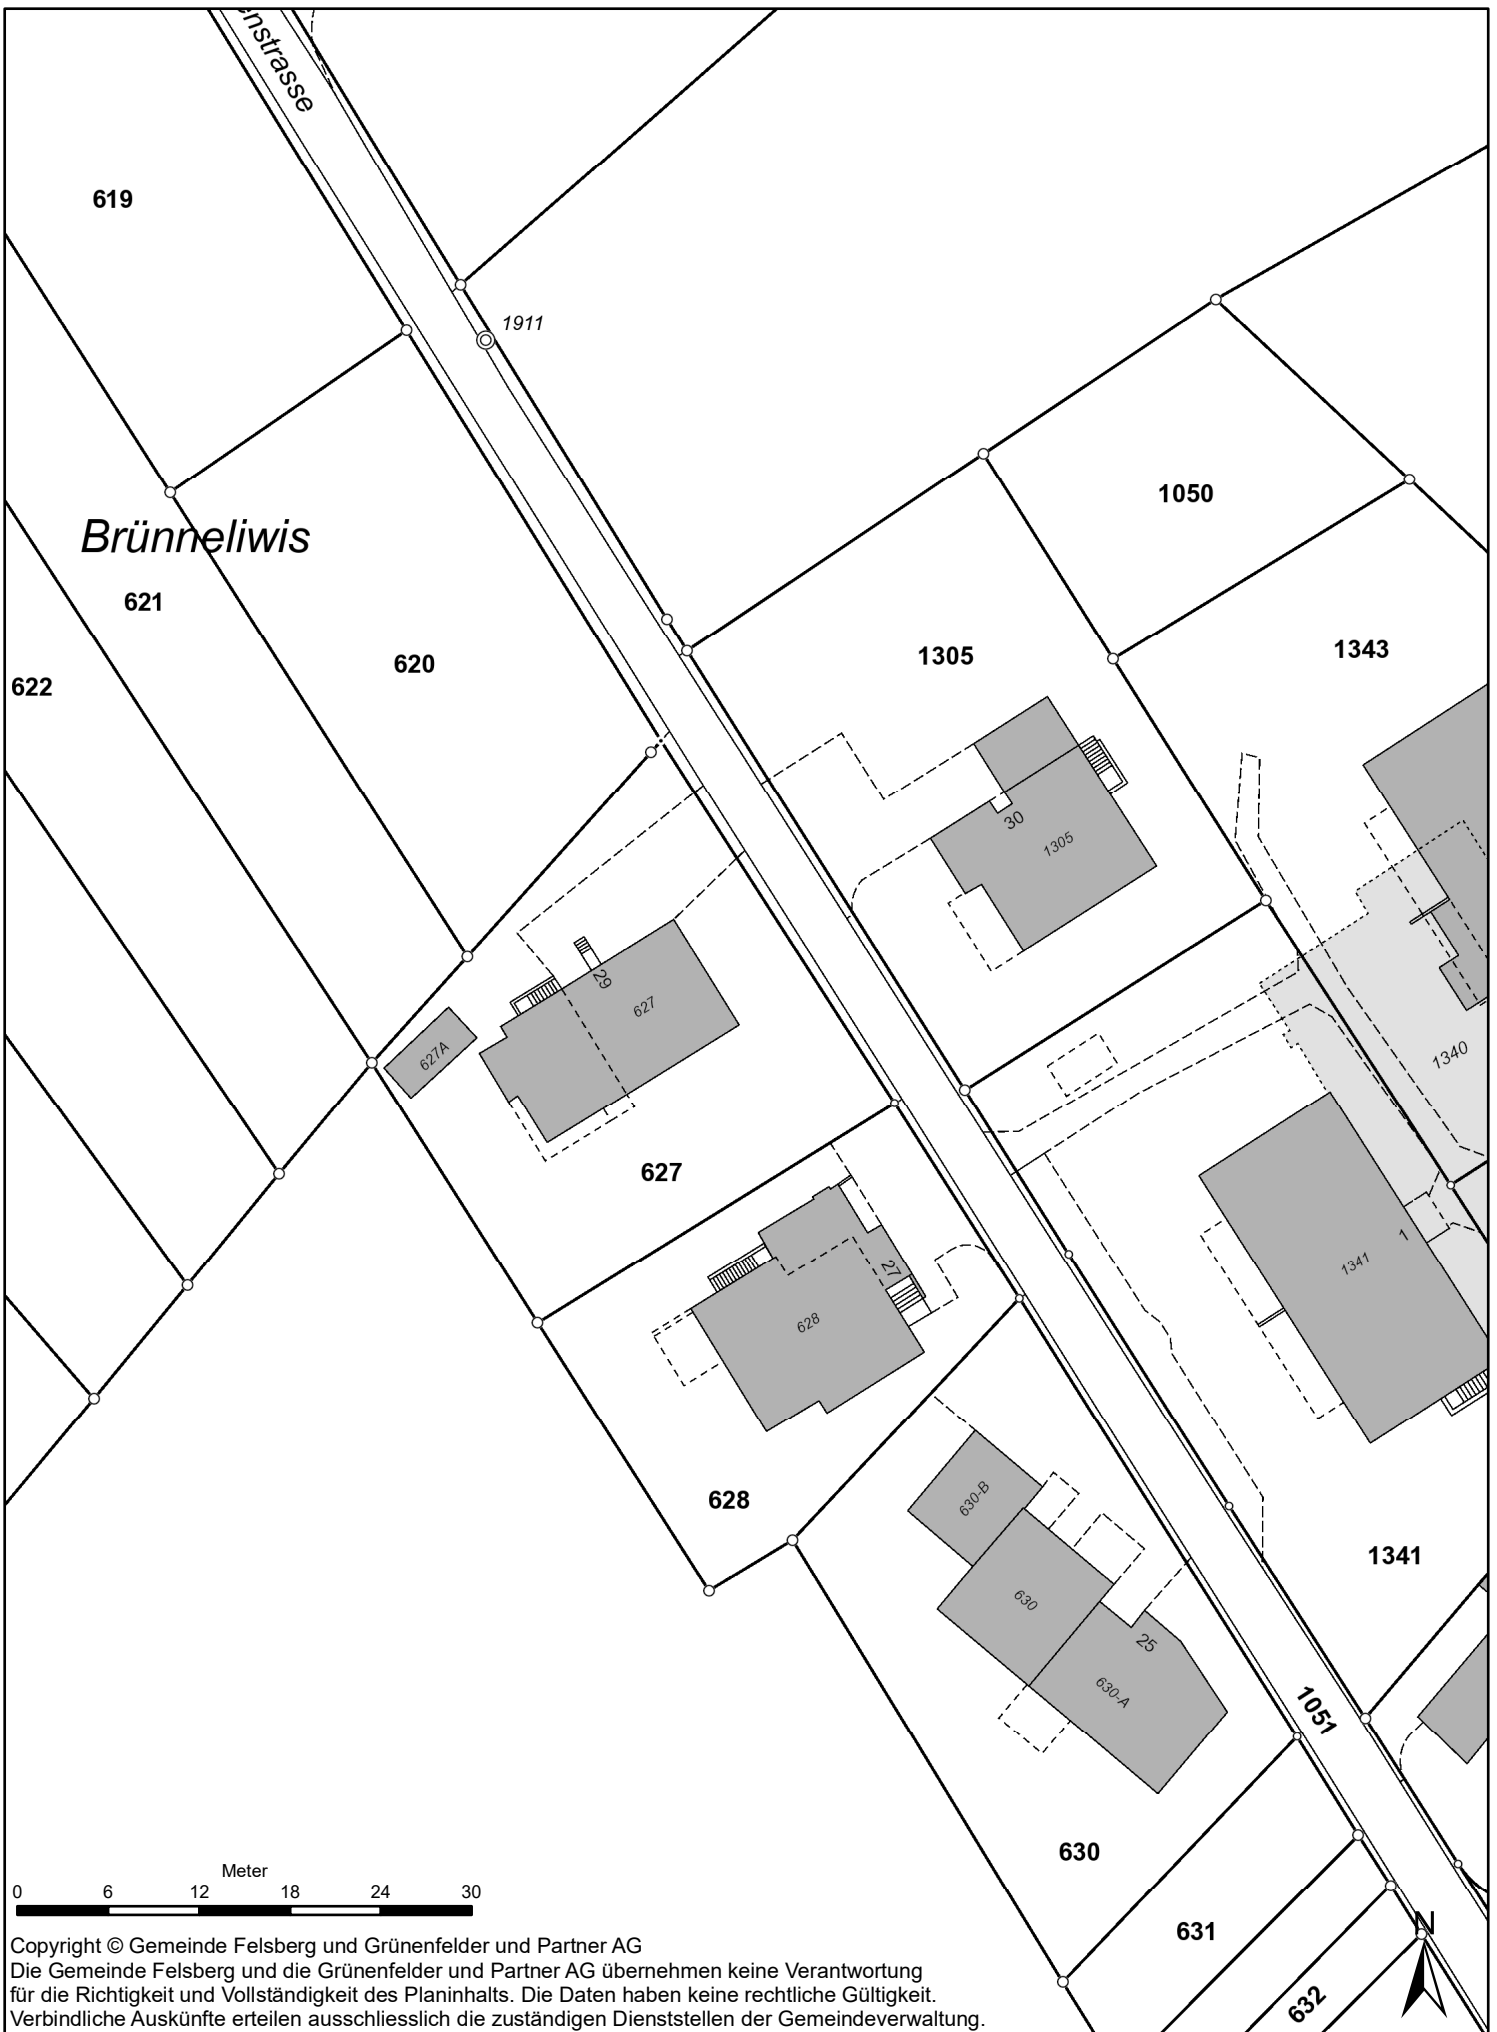 enstrasse
619
1911
1050
Brünneliwis
621
620
1305
1343
622
30
1305
29
627
627A
1340
627
1341
1
27
628
628
630-B
1341
630
25
630-A
1051
630
Meter
0 6 12 18 24 30
631
N
632
Copyright © Gemeinde Felsberg und Grünenfelder und Partner AG
Die Gemeinde Felsberg und die Grünenfelder und Partner AG übernehmen keine Verantwortung
für die Richtigkeit und Vollständigkeit des Planinhalts. Die Daten haben keine rechtliche Gültigkeit.
Verbindliche Auskünfte erteilen ausschliesslich die zuständigen Dienststellen der Gemeindeverwaltung.